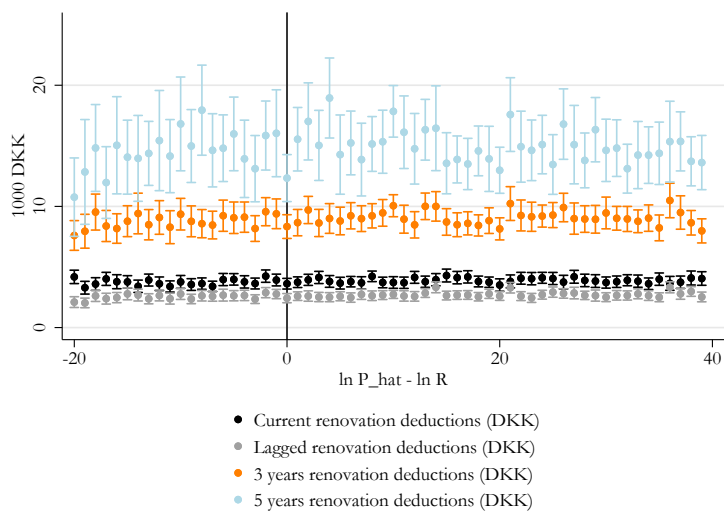 20
10
0
1000 DKK
-20
0
20
40
ln P_hat - ln R
Current renovation deductions (DKK)
Lagged renovation deductions (DKK)
3 years renovation deductions (DKK)
5 years renovation deductions (DKK)